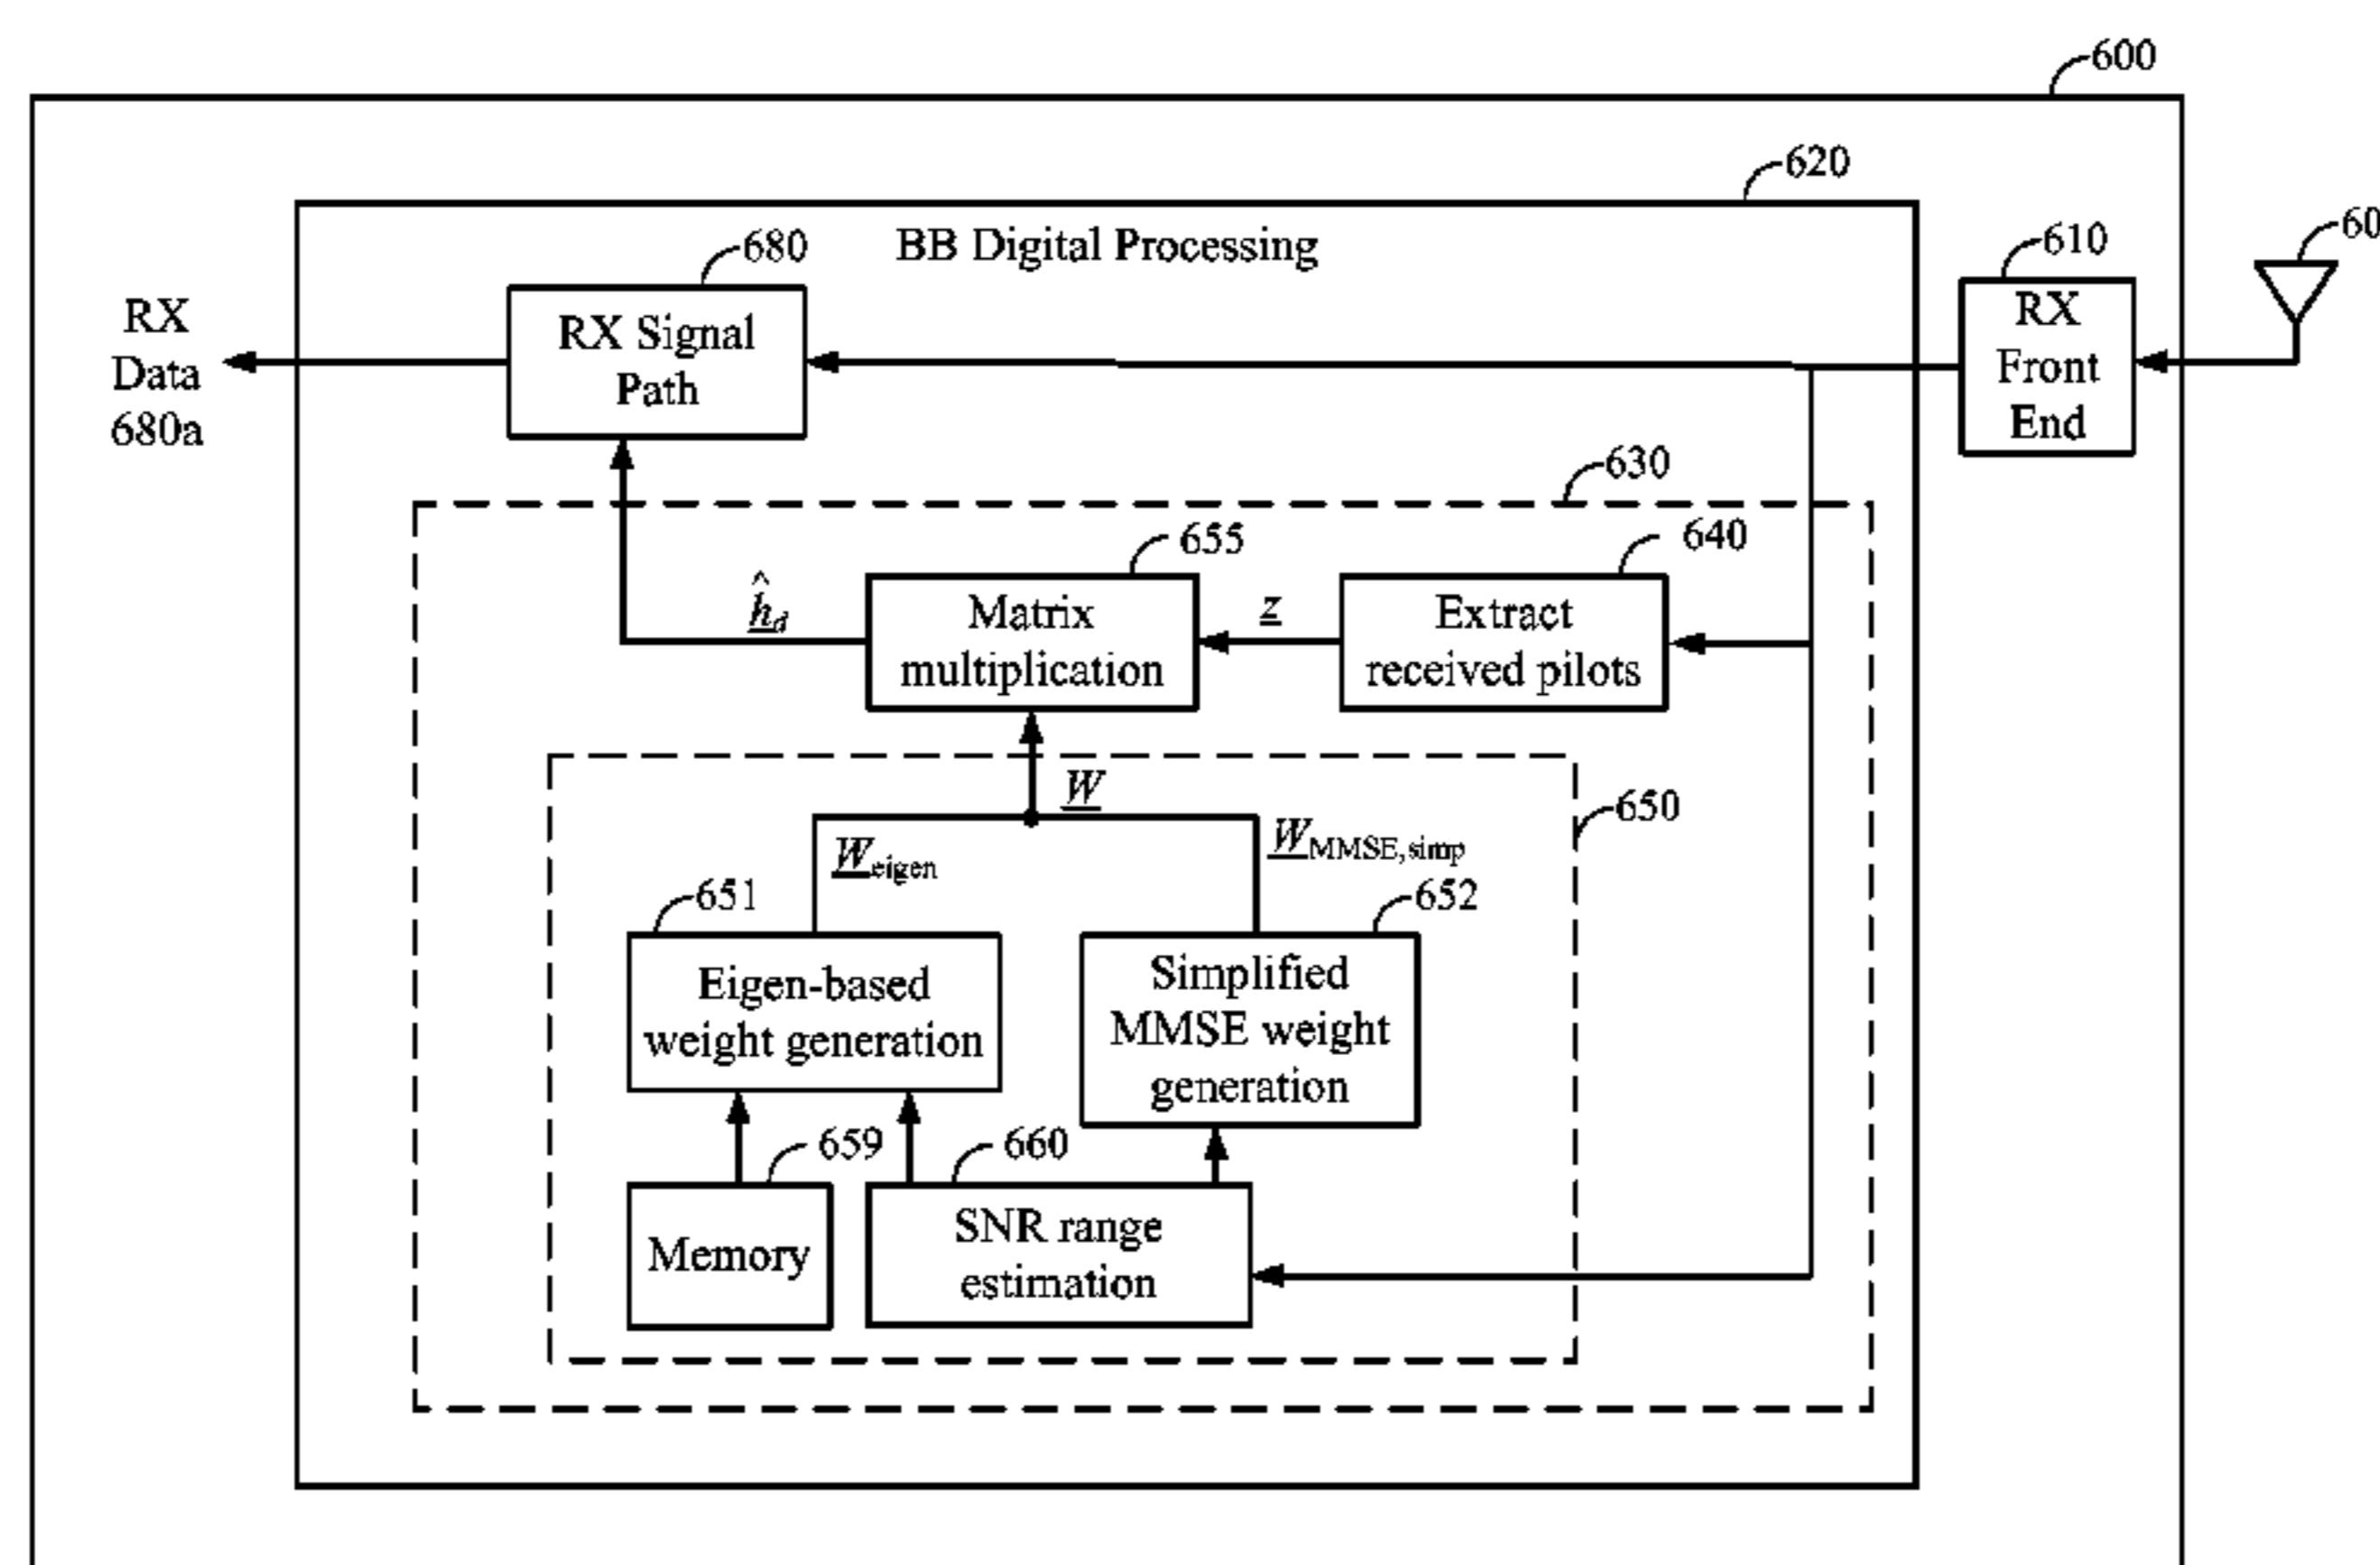 600
620
60
BB Digital Processing
680
610
RX
Data
680a
RX Signal
Path
RX
Front
End
630
655
640
ĥd
Matrix
multiplication
z
Extract
received pilots
W
650
Weigen
WMMSE,simp
651
652
Eigen-based
weight generation
Simplified
MMSE weight
generation
659
660
Memory
SNR range
estimation